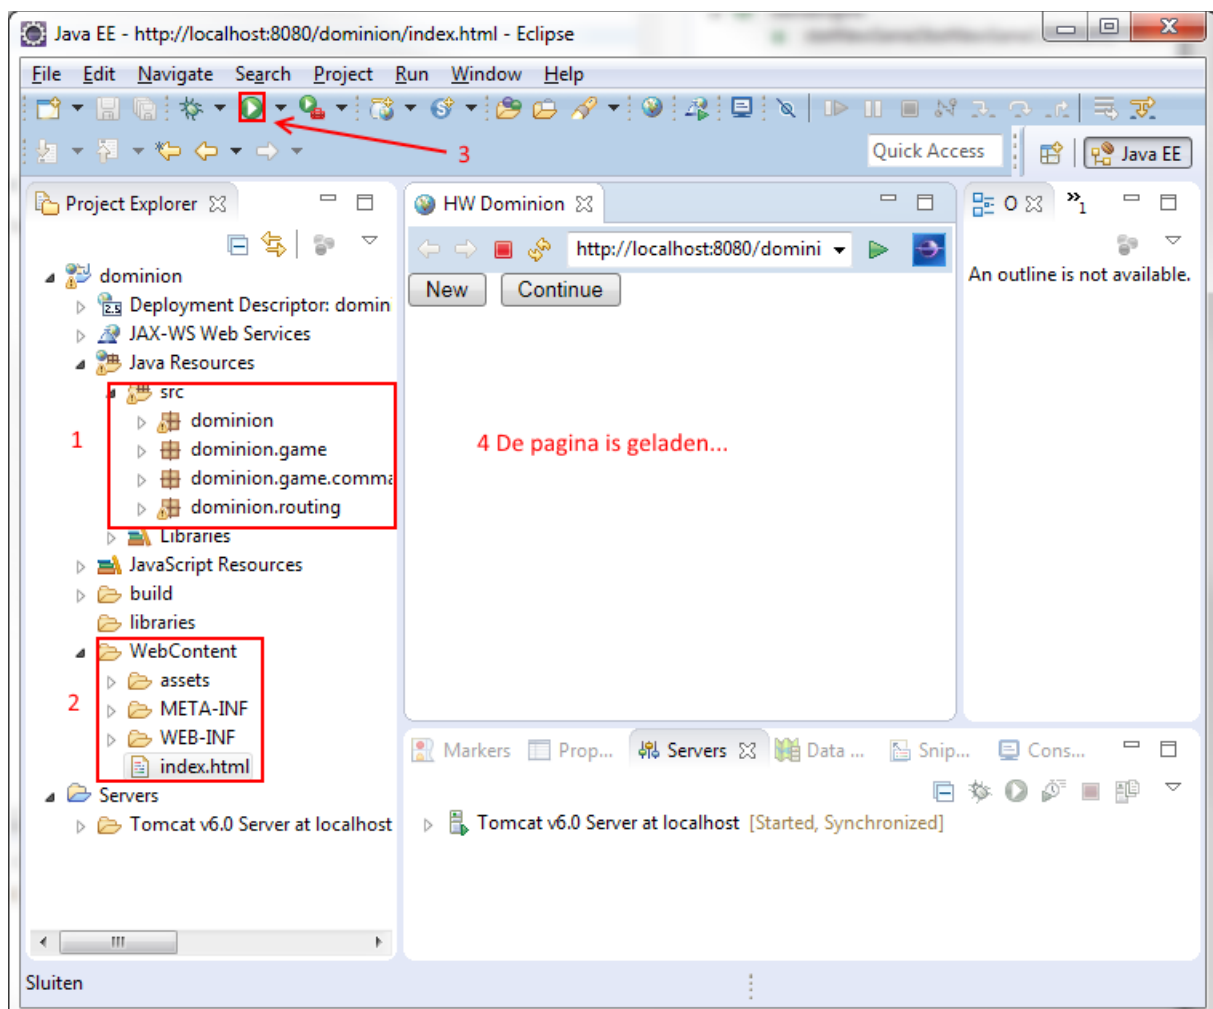 Java EE - http://localhost:8080/dominion/index.html - Eclipse
File Edit Navigate Search Project Run Window Help
3
Quick Access
Java EE
Project Explorer
HW Dominion
O
»1
http://localhost:8080/domini
New Continue
An outline is not available.
dominion
2.5 Deployment Descriptor: domin
JAX-WS Web Services
Java Resources
src
1
dominion
dominion.game
dominion.game.comma
dominion.routing
4 De pagina is geladen...
Libraries
JavaScript Resources
build
libraries
WebContent
2
assets
META-INF
WEB-INF
index.html
Servers
Tomcat v6.0 Server at localhost
Markers Prop... Servers Data ... Snip... Cons...
Tomcat v6.0 Server at localhost [Started, Synchronized]
Sluiten